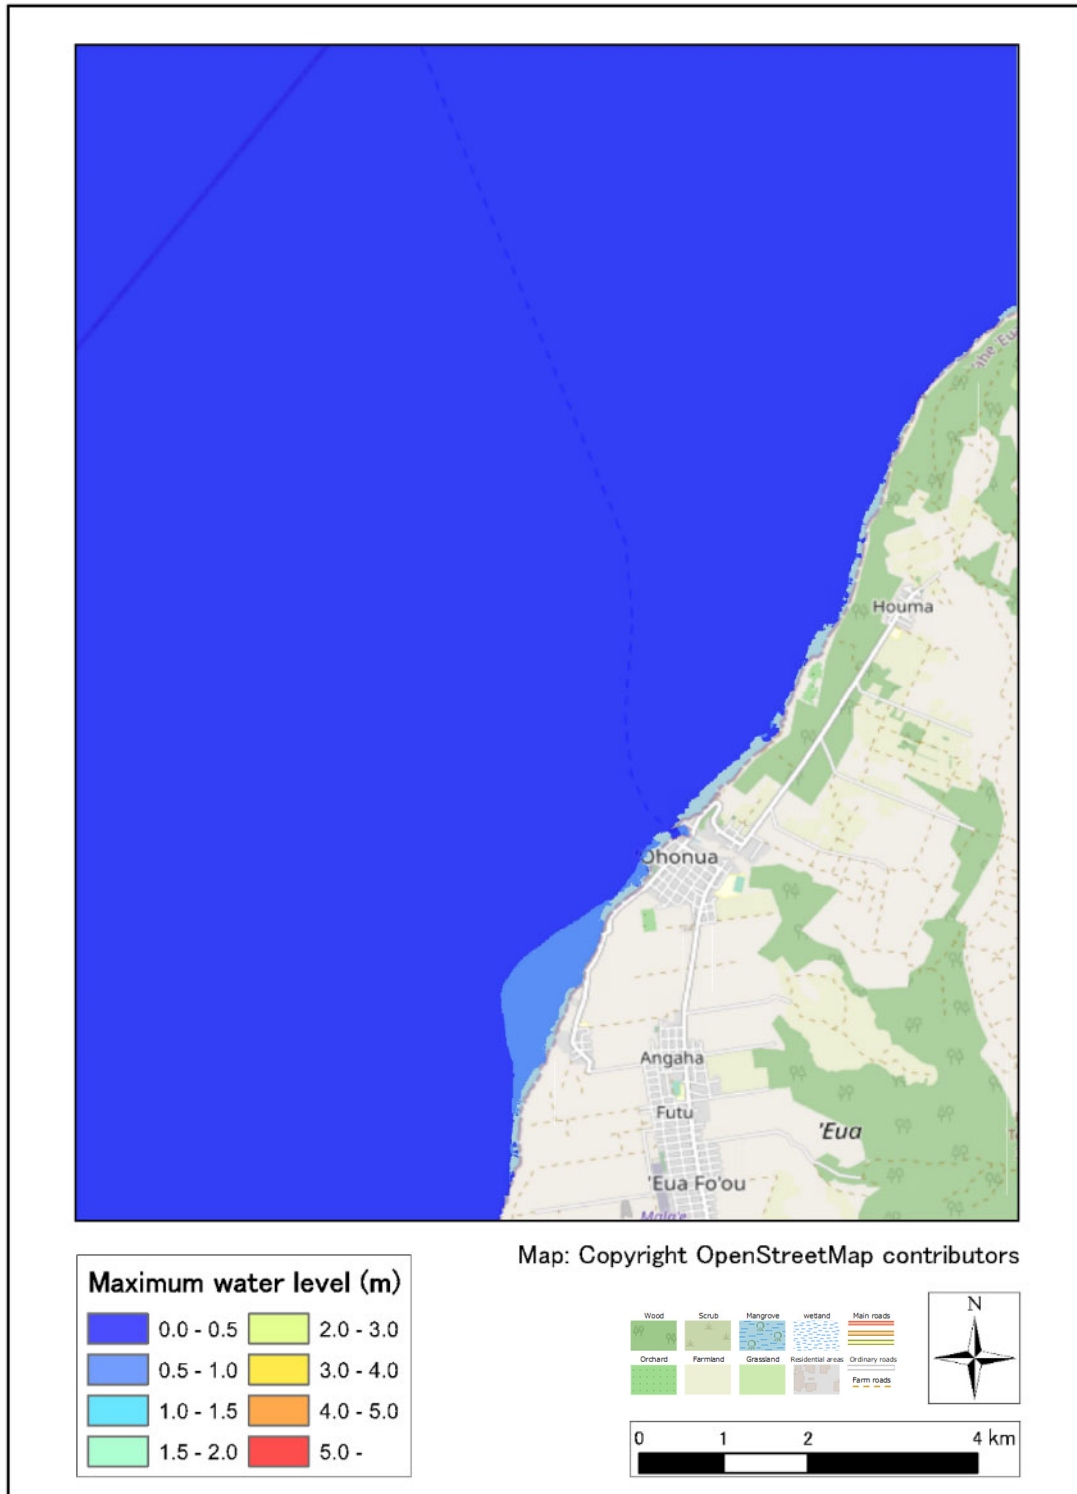 'ahe 'Eu
Houma
'Ohonua
Angaha
Futu
'Eua
'Eua Fo'ou
Mala'e
Map: Copyright OpenStreetMap contributors
Maximum water level (m)
0.0 - 0.5
2.0 - 3.0
0.5 - 1.0
3.0 - 4.0
1.0 - 1.5
4.0 - 5.0
1.5 - 2.0
5.0 -
Wood
Scrub
Mangrove
wetland
Main roads
Orchard
Farmland
Grassland
Residential areas
Ordinary roads
Farm roads
N
0 1 2 4 km